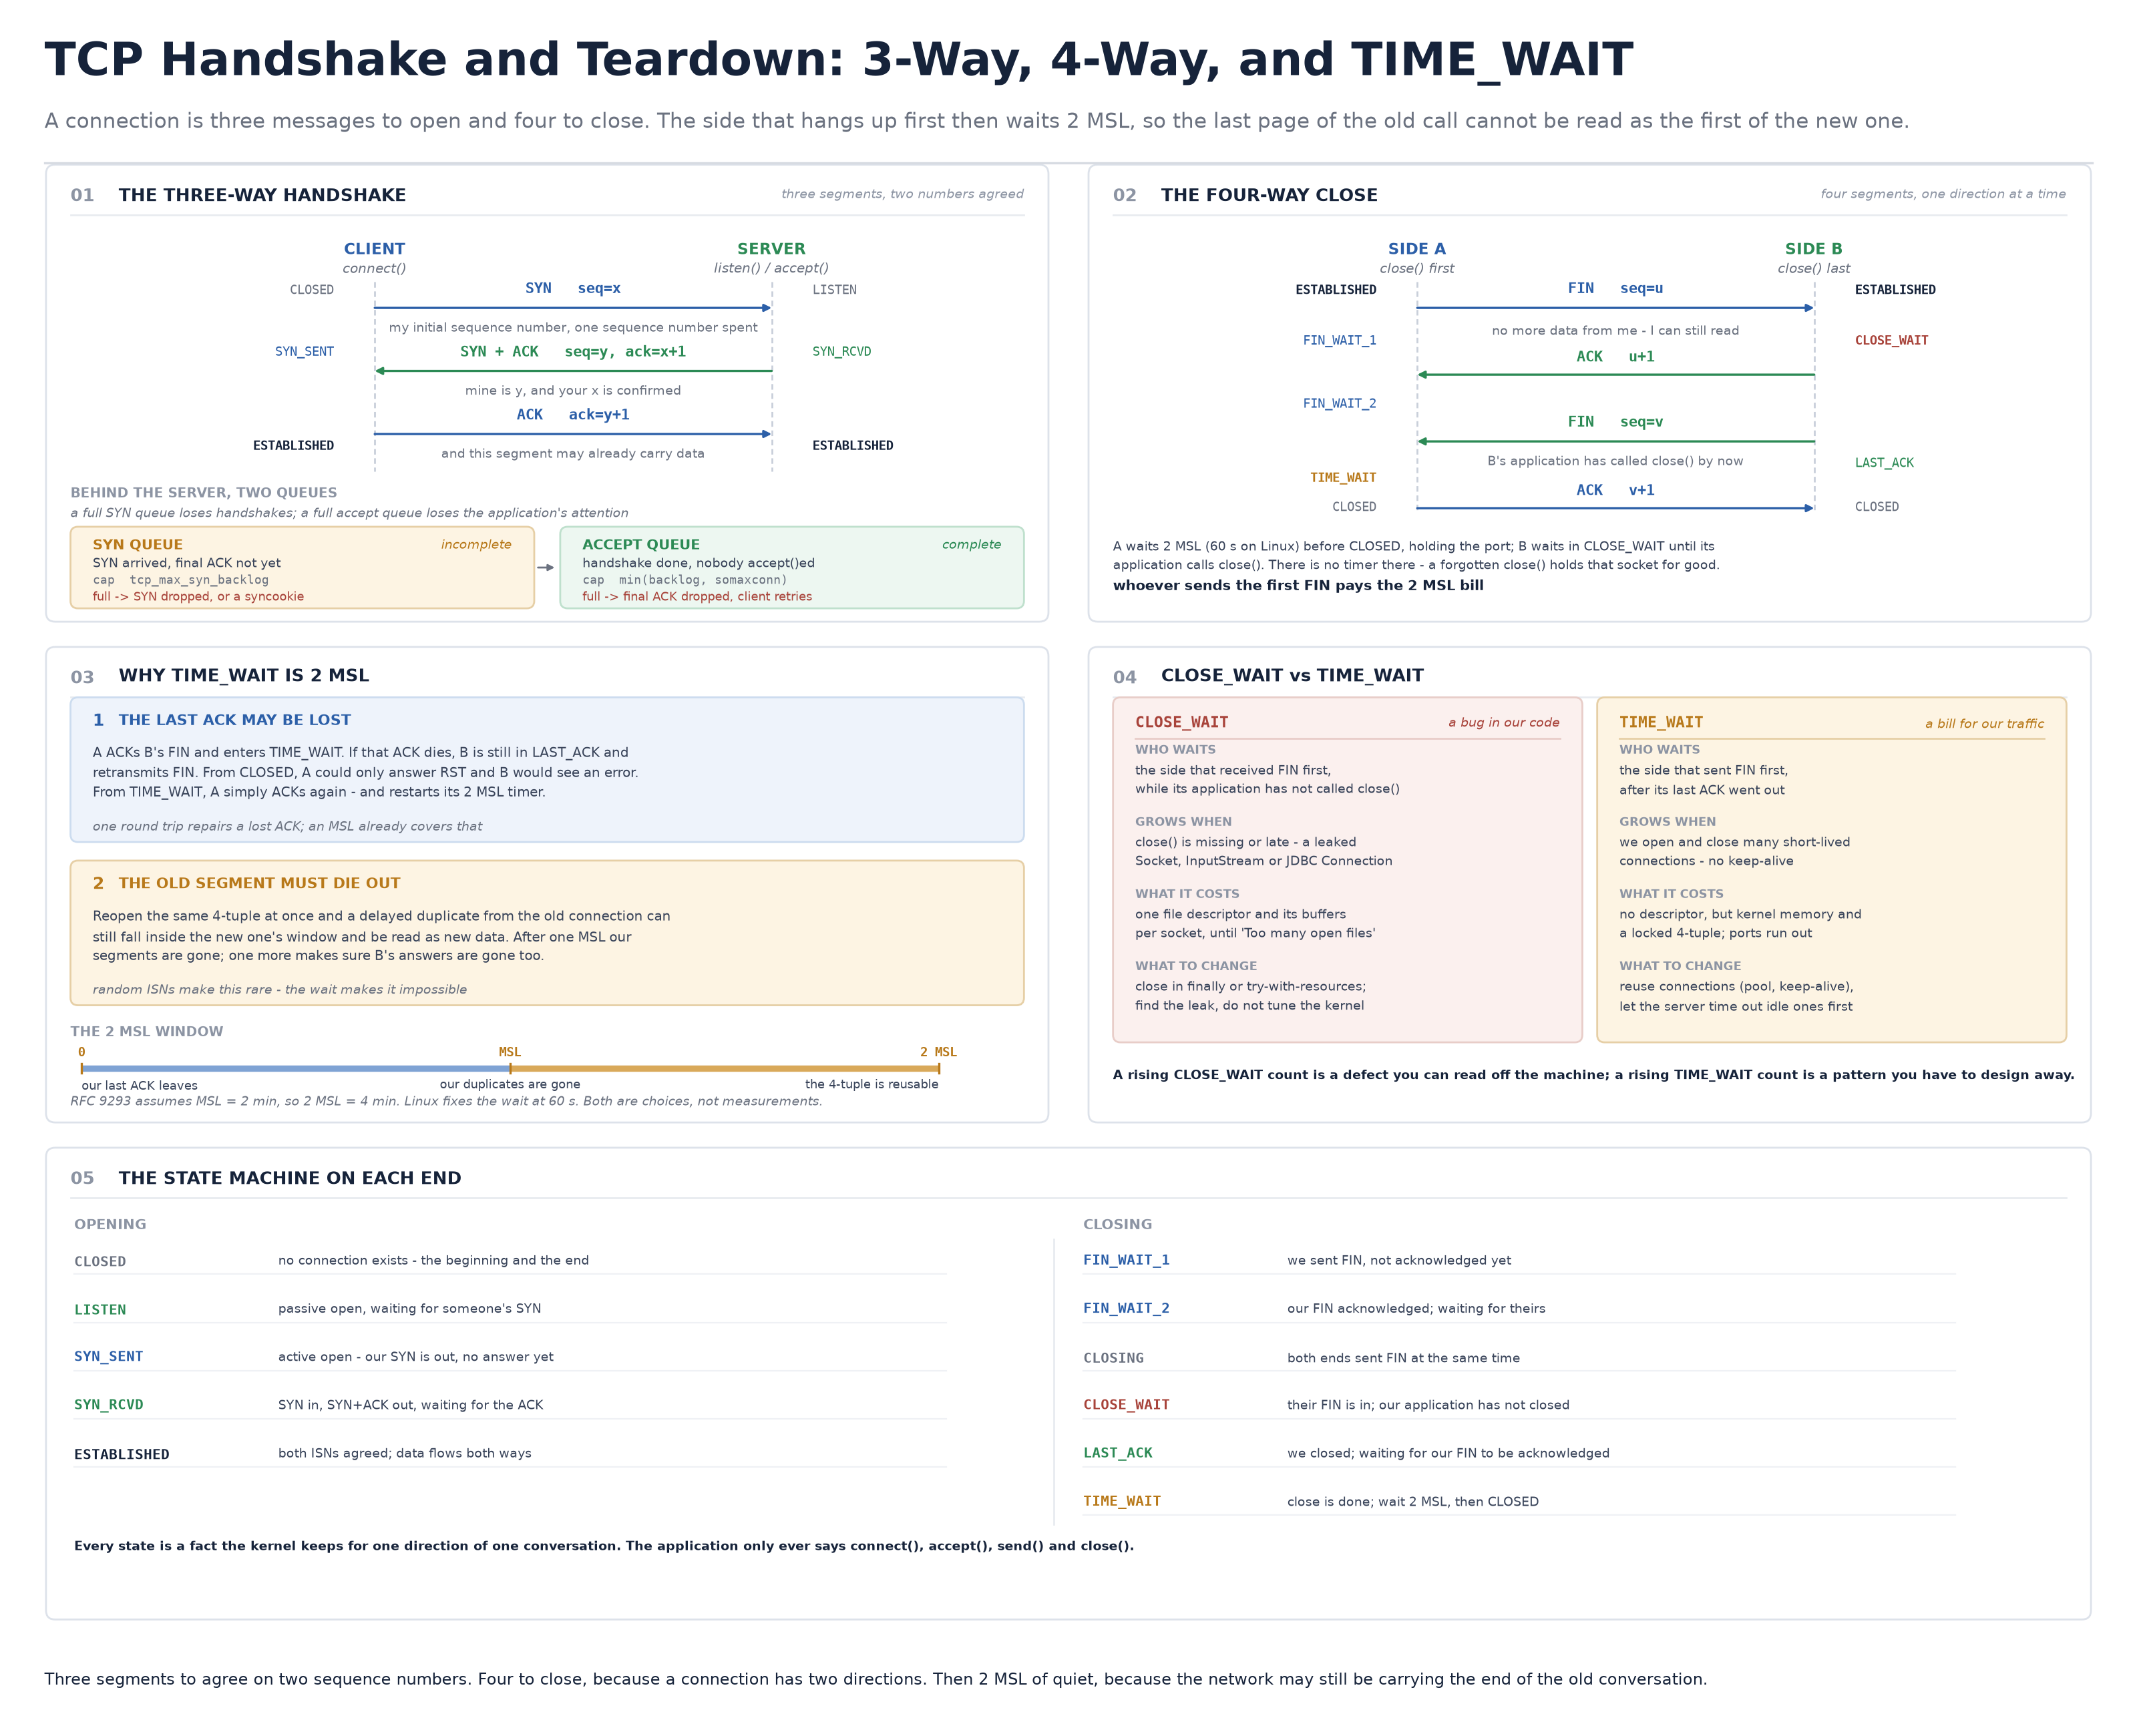 TCP Handshake and Teardown: 3-Way, 4-Way, and TIME_WAIT
A connection is three messages to open and four to close. The side that hangs up first then waits 2 MSL, so the last page of the old call cannot be read as the first of the new one.
01 THE THREE-WAY HANDSHAKE
three segments, two numbers agreed
CLIENT
SERVER
connect()
listen() / accept()
CLOSED
SYN seq=x
LISTEN
my initial sequence number, one sequence number spent
SYN_SENT
SYN + ACK seq=y, ack=x+1
SYN_RCVD
mine is y, and your x is confirmed
ACK ack=y+1
ESTABLISHED
ESTABLISHED
and this segment may already carry data
BEHIND THE SERVER, TWO QUEUES
a full SYN queue loses handshakes; a full accept queue loses the application's attention
SYN QUEUE
incomplete
SYN arrived, final ACK not yet
cap tcp_max_syn_backlog
full -> SYN dropped, or a syncookie
ACCEPT QUEUE
complete
handshake done, nobody accept()ed
cap min(backlog, somaxconn)
full -> final ACK dropped, client retries
02 THE FOUR-WAY CLOSE
four segments, one direction at a time
SIDE A
SIDE B
close() first
close() last
ESTABLISHED
FIN seq=u
ESTABLISHED
no more data from me - I can still read
FIN_WAIT_1
CLOSE_WAIT
ACK u+1
FIN_WAIT_2
FIN seq=v
B's application has called close() by now
LAST_ACK
TIME_WAIT
ACK v+1
CLOSED
CLOSED
A waits 2 MSL (60 s on Linux) before CLOSED, holding the port; B waits in CLOSE_WAIT until its
application calls close(). There is no timer there - a forgotten close() holds that socket for good.
whoever sends the first FIN pays the 2 MSL bill
03 WHY TIME_WAIT IS 2 MSL
1 THE LAST ACK MAY BE LOST
A ACKs B's FIN and enters TIME_WAIT. If that ACK dies, B is still in LAST_ACK and
retransmits FIN. From CLOSED, A could only answer RST and B would see an error.
From TIME_WAIT, A simply ACKs again - and restarts its 2 MSL timer.
one round trip repairs a lost ACK; an MSL already covers that
2 THE OLD SEGMENT MUST DIE OUT
Reopen the same 4-tuple at once and a delayed duplicate from the old connection can
still fall inside the new one's window and be read as new data. After one MSL our
segments are gone; one more makes sure B's answers are gone too.
random ISNs make this rare - the wait makes it impossible
THE 2 MSL WINDOW
0
MSL
2 MSL
our last ACK leaves
our duplicates are gone
the 4-tuple is reusable
RFC 9293 assumes MSL = 2 min, so 2 MSL = 4 min. Linux fixes the wait at 60 s. Both are choices, not measurements.
04 CLOSE_WAIT vs TIME_WAIT
CLOSE_WAIT
a bug in our code
WHO WAITS
the side that received FIN first,
while its application has not called close()
GROWS WHEN
close() is missing or late - a leaked
Socket, InputStream or JDBC Connection
WHAT IT COSTS
one file descriptor and its buffers
per socket, until 'Too many open files'
WHAT TO CHANGE
close in finally or try-with-resources;
find the leak, do not tune the kernel
TIME_WAIT
a bill for our traffic
WHO WAITS
the side that sent FIN first,
after its last ACK went out
GROWS WHEN
we open and close many short-lived
connections - no keep-alive
WHAT IT COSTS
no descriptor, but kernel memory and
a locked 4-tuple; ports run out
WHAT TO CHANGE
reuse connections (pool, keep-alive),
let the server time out idle ones first
A rising CLOSE_WAIT count is a defect you can read off the machine; a rising TIME_WAIT count is a pattern you have to design away.
05 THE STATE MACHINE ON EACH END
OPENING
CLOSED no connection exists - the beginning and the end
LISTEN passive open, waiting for someone's SYN
SYN_SENT active open - our SYN is out, no answer yet
SYN_RCVD SYN in, SYN+ACK out, waiting for the ACK
ESTABLISHED both ISNs agreed; data flows both ways
CLOSING
FIN_WAIT_1 we sent FIN, not acknowledged yet
FIN_WAIT_2 our FIN acknowledged; waiting for theirs
CLOSING both ends sent FIN at the same time
CLOSE_WAIT their FIN is in; our application has not closed
LAST_ACK we closed; waiting for our FIN to be acknowledged
TIME_WAIT close is done; wait 2 MSL, then CLOSED
Every state is a fact the kernel keeps for one direction of one conversation. The application only ever says connect(), accept(), send() and close().
Three segments to agree on two sequence numbers. Four to close, because a connection has two directions. Then 2 MSL of quiet, because the network may still be carrying the end of the old conversation.